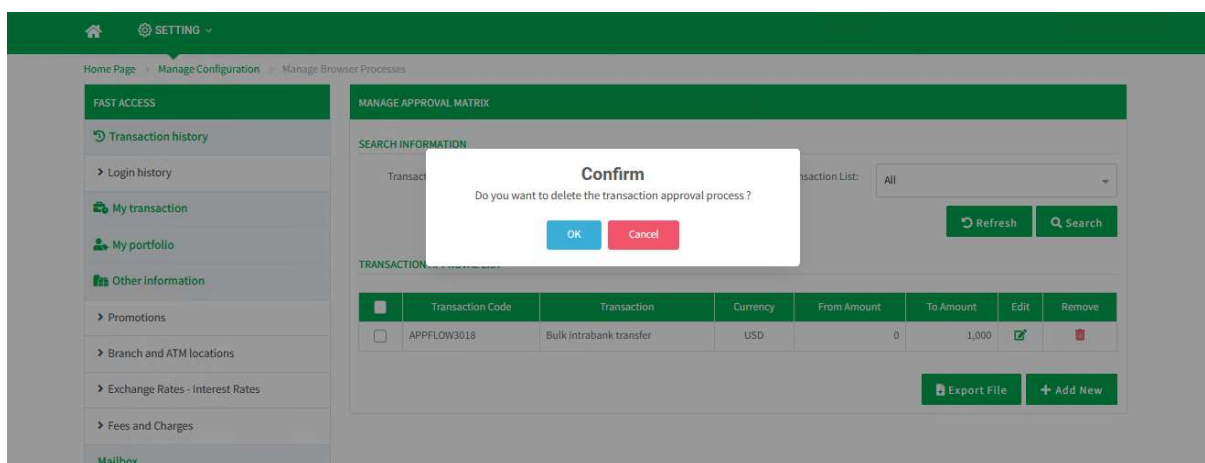 SETTING
Home Page Manage Configuration Manage Browser Processes
FAST ACCESS
Transaction history
Login history
My transaction
My portfolio
Other information
Promotions
Branch and ATM locations
Exchange Rates - Interest Rates
Fees and Charges
Mailbox
MANAGE APPROVAL MATRIX
SEARCH INFORMATION
All
Refresh Search
Confirm
Do you want to delete the transaction approval process ?
OK Cancel
Transaction Code Transaction Currency From Amount To Amount Edit Remove
APPFLOW3018 Bulk intrabank transfer USD 0 1,000
Export File Add New